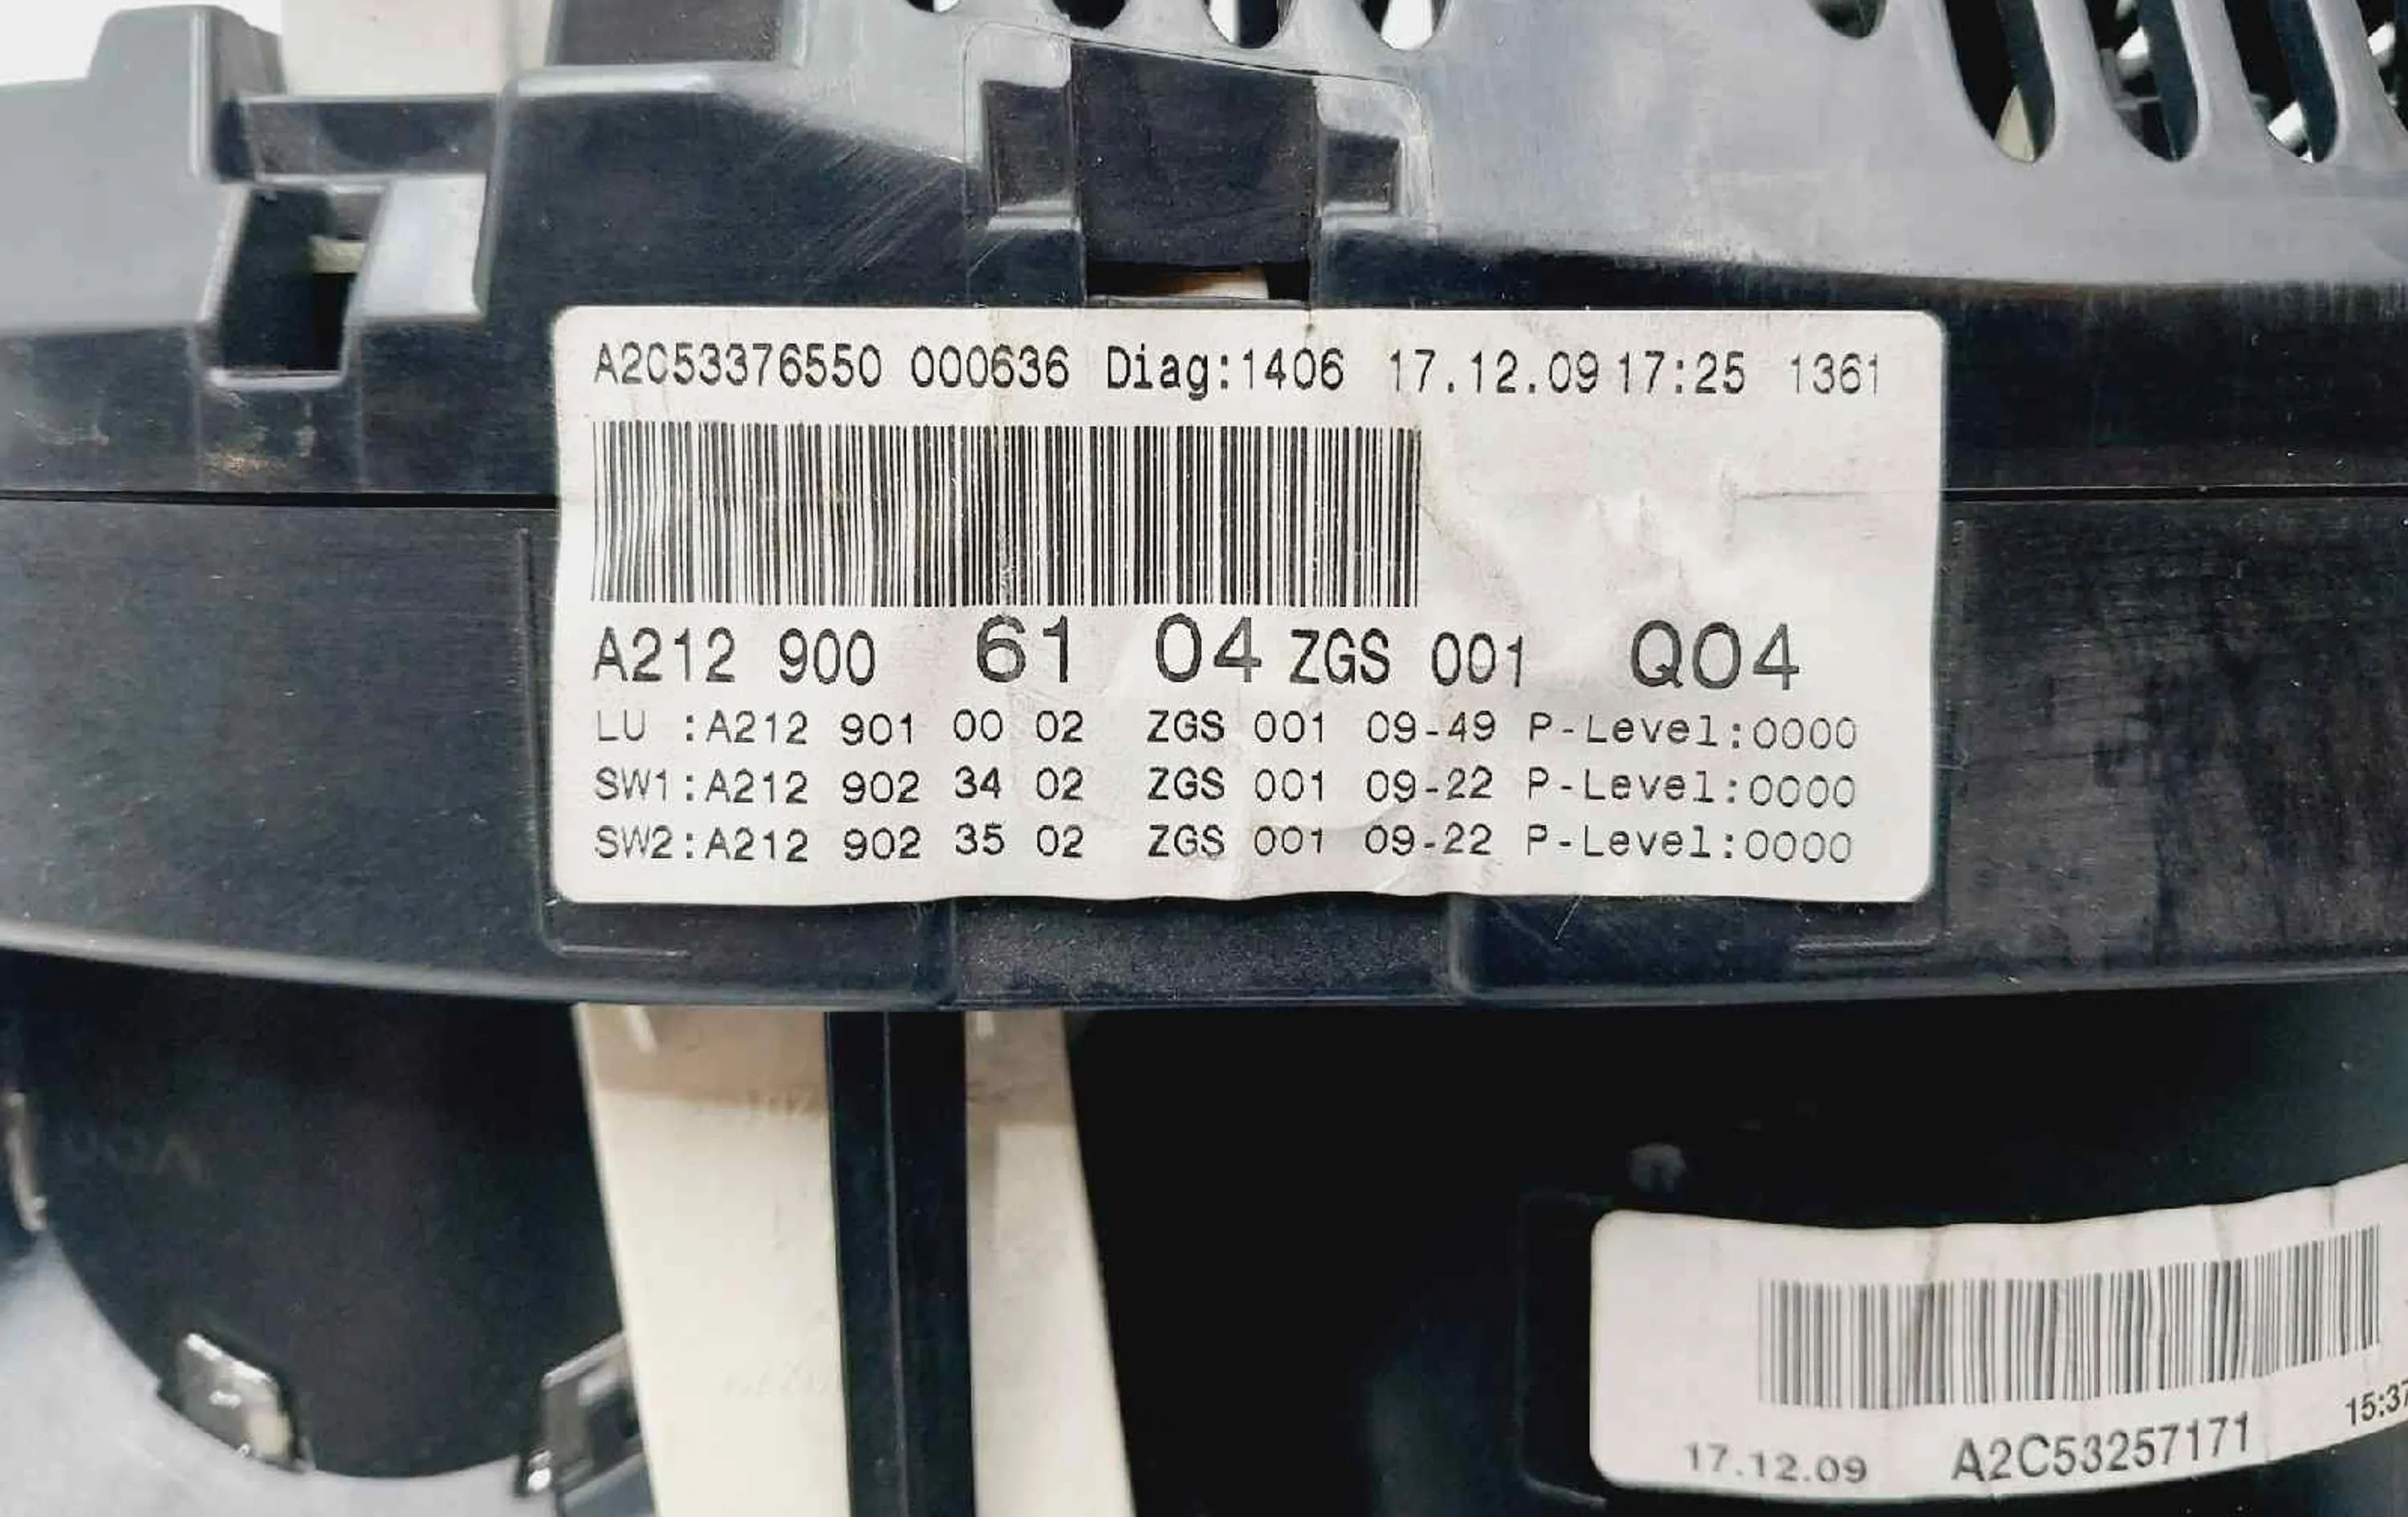 A2C53376550 000636 Diag:1406 17.12.09 17:25 1361
A212 900 61 04 ZGS 001 Q04
LU :A212 901 00 02 ZGS 001 09-49 P-Level:0000
SW1:A212 902 34 02 ZGS 001 09-22 P-Level:0000
SW2:A212 902 35 02 ZGS 001 09-22 P-Level:0000
17.12.09 A2C53257171 15:37